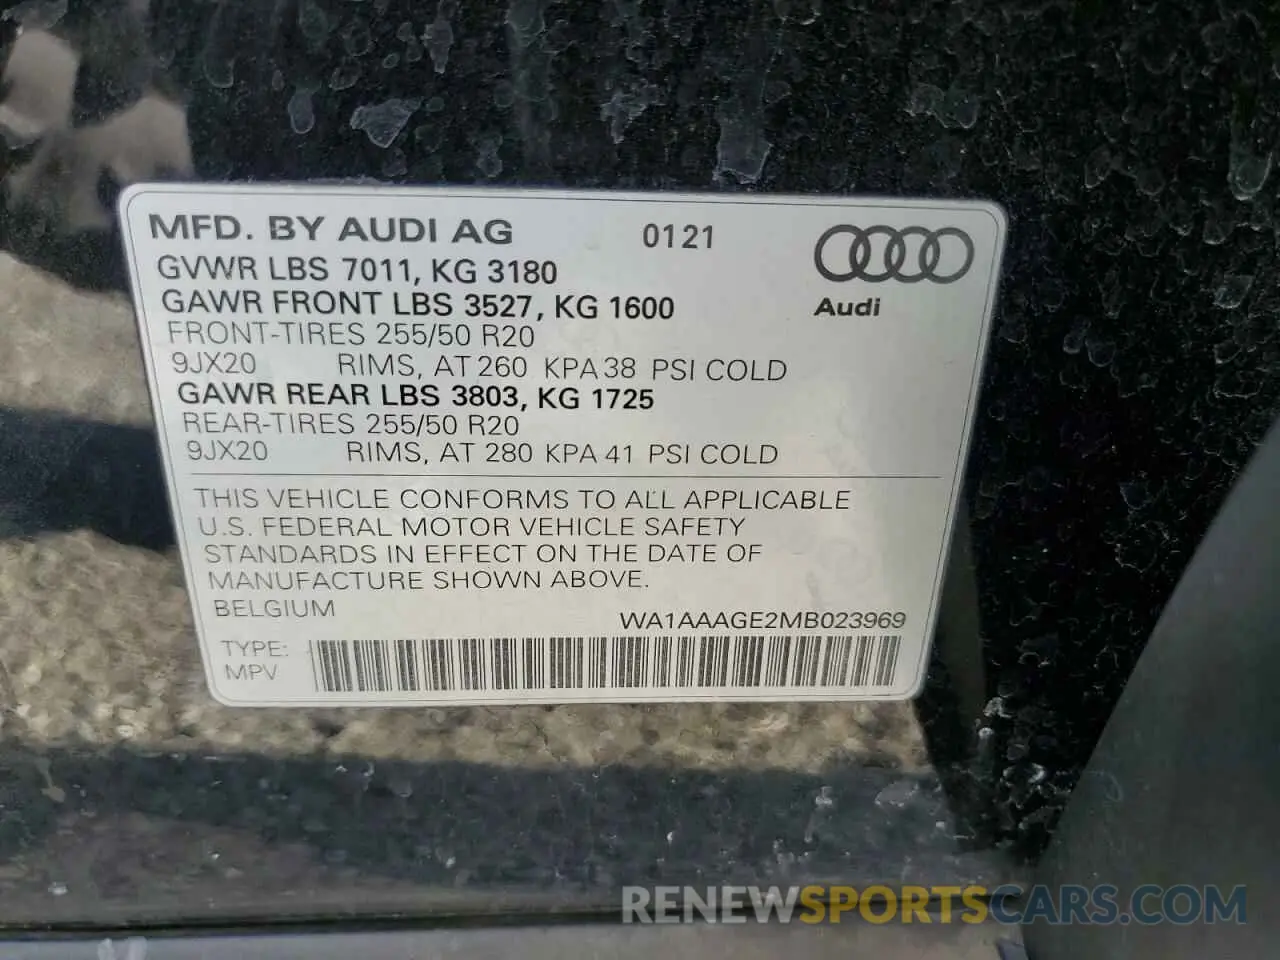 MFD. BY AUDI AG 0121
GVWR LBS 7011, KG 3180
GAWR FRONT LBS 3527, KG 1600
Audi
FRONT-TIRES 255/50 R20
9JX20 RIMS, AT 260 KPA 38 PSI COLD
GAWR REAR LBS 3803, KG 1725
REAR-TIRES 255/50 R20
9JX20 RIMS, AT 280 KPA 41 PSI COLD
THIS VEHICLE CONFORMS TO ALL APPLICABLE
U.S. FEDERAL MOTOR VEHICLE SAFETY
STANDARDS IN EFFECT ON THE DATE OF
MANUFACTURE SHOWN ABOVE.
BELGIUM WA1AAAGE2MB023969
TYPE:
MPV
RENEWSPORTSCARS.COM